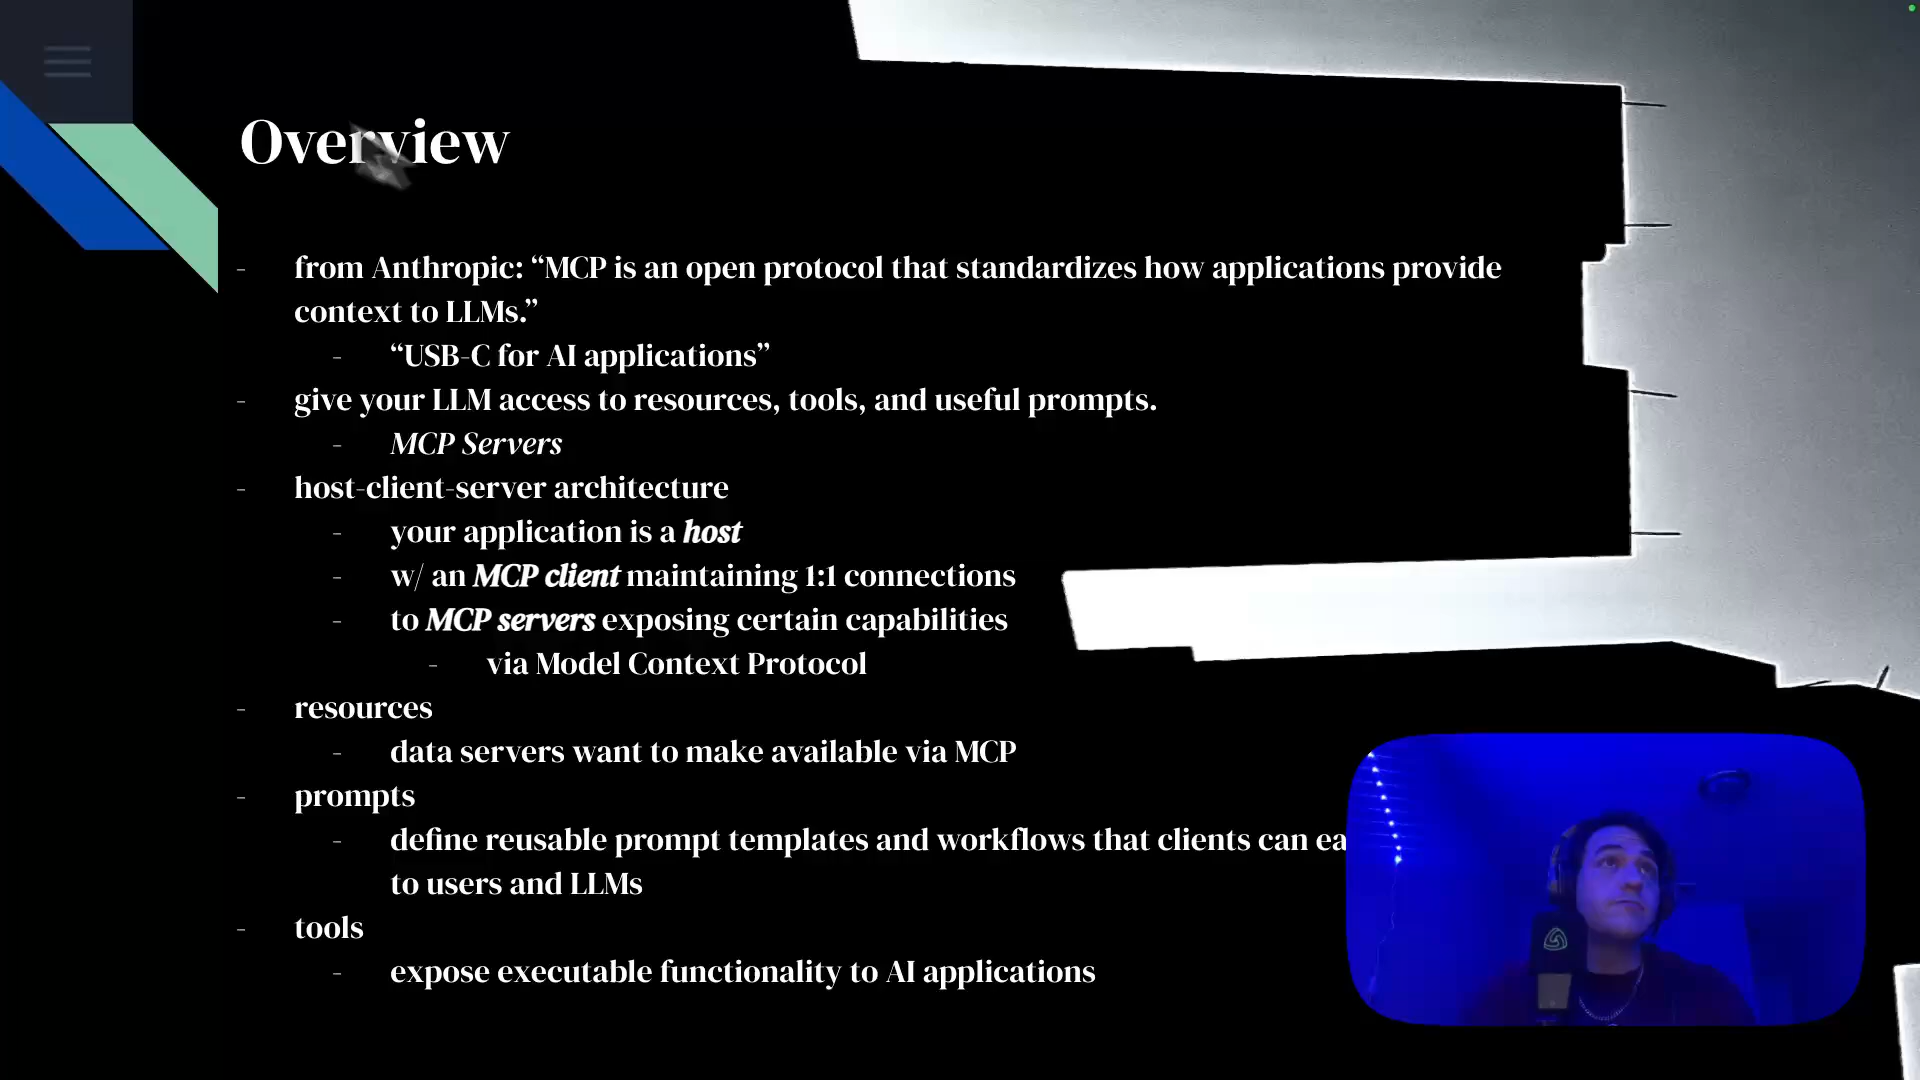 Overview
- from Anthropic: “MCP is an open protocol that standardizes how applications provide
context to LLMs.”
- “USB-C for AI applications”
- give your LLM access to resources, tools, and useful prompts.
- MCP Servers
- host-client-server architecture
- your application is a host
- w/ an MCP client maintaining 1:1 connections
- to MCP servers exposing certain capabilities
- via Model Context Protocol
- resources
- data servers want to make available via MCP
- prompts
- define reusable prompt templates and workflows that clients can
to users and LLMs
- tools
- expose executable functionality to AI applications